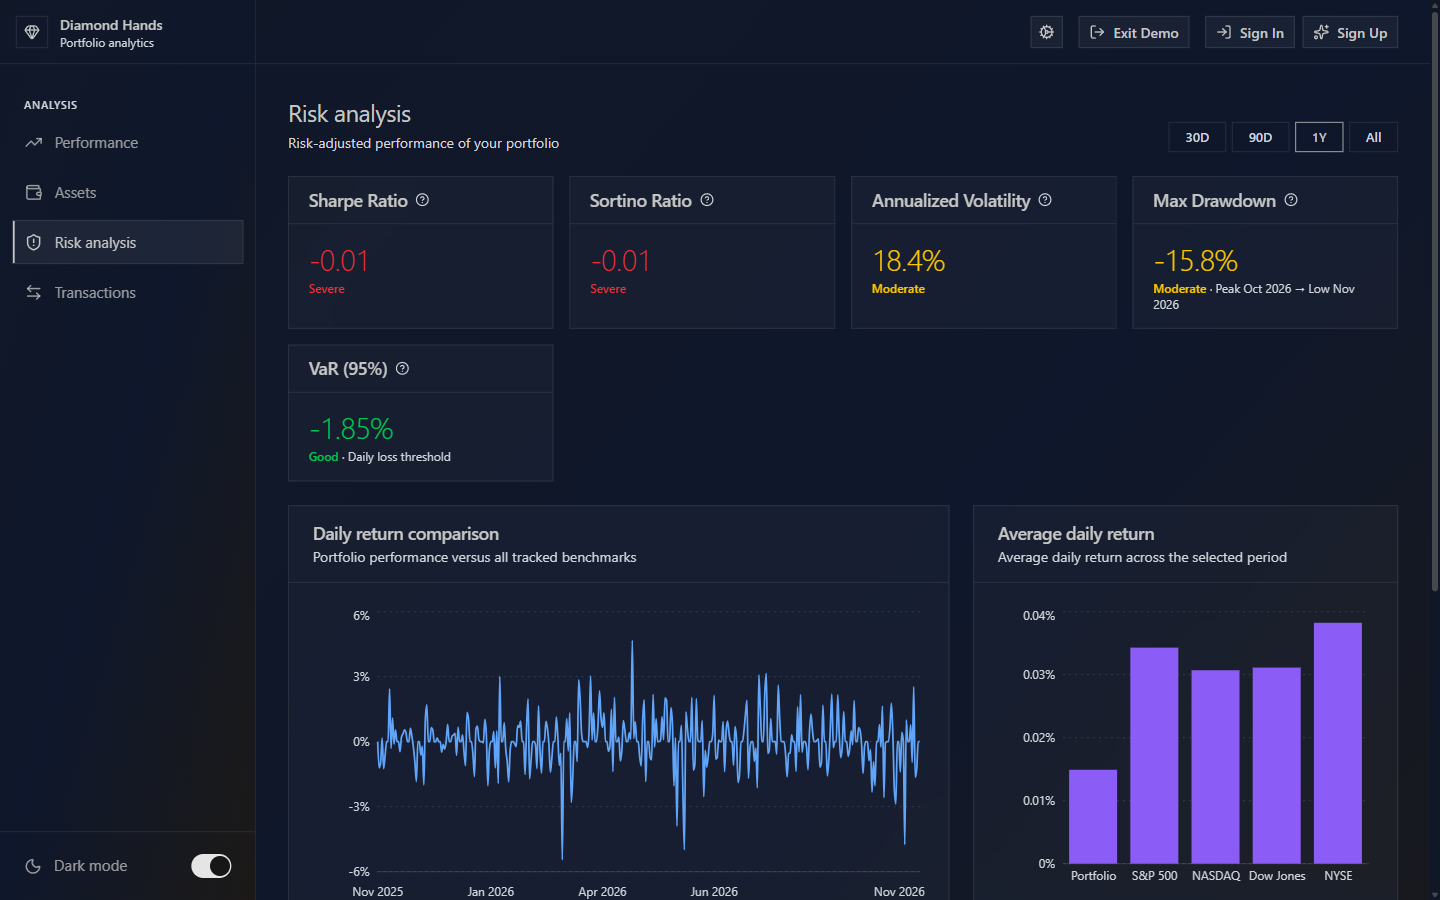 Diamond Hands
Portfolio analytics
Exit Demo
Sign In
Sign Up
ANALYSIS
Performance
Assets
Risk analysis
Transactions
Dark mode
Risk analysis
Risk-adjusted performance of your portfolio
30D
90D
1Y
All
Sharpe Ratio
-0.01
Severe
Sortino Ratio
-0.01
Severe
Annualized Volatility
18.4%
Moderate
Max Drawdown
-15.8%
Moderate · Peak Oct 2026 → Low Nov
2026
VaR (95%)
-1.85%
Good · Daily loss threshold
Daily return comparison
Portfolio performance versus all tracked benchmarks
6%
3%
0%
-3%
-6%
Nov 2025
Jan 2026
Apr 2026
Jun 2026
Nov 2026
Average daily return
Average daily return across the selected period
0.04%
0.03%
0.02%
0.01%
0%
Portfolio
S&P 500
NASDAQ
Dow Jones
NYSE